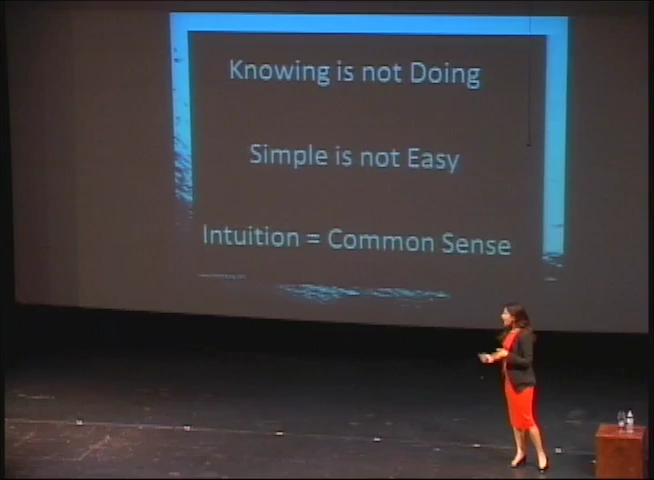 Knowing is not Doing
Simple is not Easy
Intuition = Common Sense